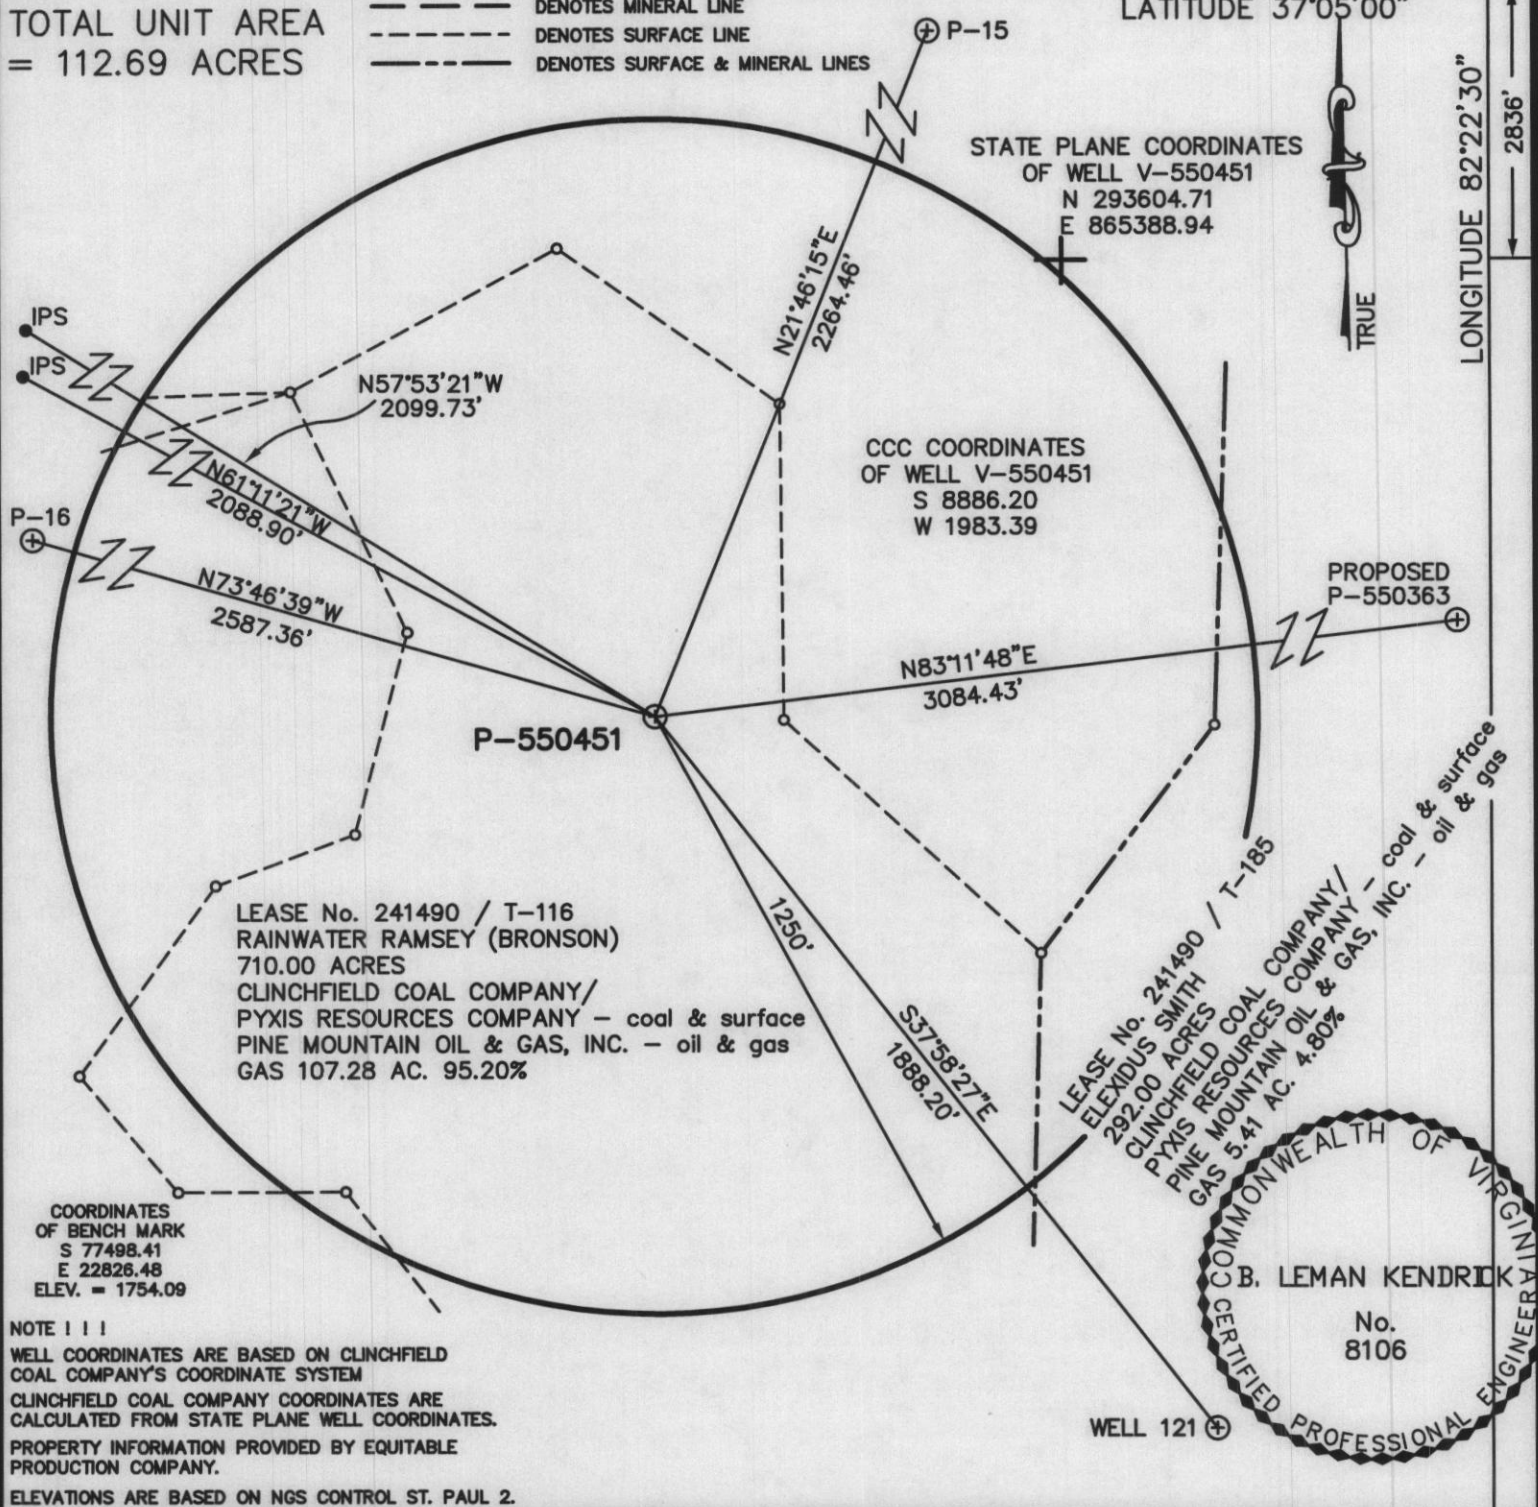 TOTAL UNIT AREA
= 112.69 ACRES
DENOTES MINERAL LINE
DENOTES SURFACE LINE
DENOTES SURFACE & MINERAL LINES
P-15
LATITUDE 37°05'00"
LONGITUDE 82°22'30"
2836'
STATE PLANE COORDINATES
OF WELL V-550451
N 293604.71
E 865388.94
TRUE
N21°46'15"E
2264.46'
IPS
IPS
N57°53'21"W
2099.73'
N61°11'21"W
2088.90'
P-16
N73°46'39"W
2587.36'
CCC COORDINATES
OF WELL V-550451
S 8886.20
W 1983.39
PROPOSED
P-550363
N83°11'48"E
3084.43'
P-550451
LEASE No. 241490 / T-116
RAINWATER RAMSEY (BRONSON)
710.00 ACRES
CLINCHFIELD COAL COMPANY/
PYXIS RESOURCES COMPANY - coal & surface
PINE MOUNTAIN OIL & GAS, INC. - oil & gas
GAS 107.28 AC. 95.20%
1250'
S37°58'27"E
1888.20'
LEASE No. 241490 / T-185
ELEXIDUS SMITH
292.00 ACRES
CLINCHFIELD COAL COMPANY/
PYXIS RESOURCES COMPANY - coal & surface
PINE MOUNTAIN OIL & GAS, INC. - oil & gas
GAS 5.41 AC. 4.80%
COORDINATES
OF BENCH MARK
S 77498.41
E 22826.48
ELEV. = 1754.09
NOTE ! ! !
WELL COORDINATES ARE BASED ON CLINCHFIELD
COAL COMPANY'S COORDINATE SYSTEM
CLINCHFIELD COAL COMPANY COORDINATES ARE
CALCULATED FROM STATE PLANE WELL COORDINATES.
PROPERTY INFORMATION PROVIDED BY EQUITABLE
PRODUCTION COMPANY.
ELEVATIONS ARE BASED ON NGS CONTROL ST. PAUL 2.
WELL 121
COMMONWEALTH OF VIRGINIA
B. LEMAN KENDRICK
No.
8106
CERTIFIED PROFESSIONAL ENGINEER